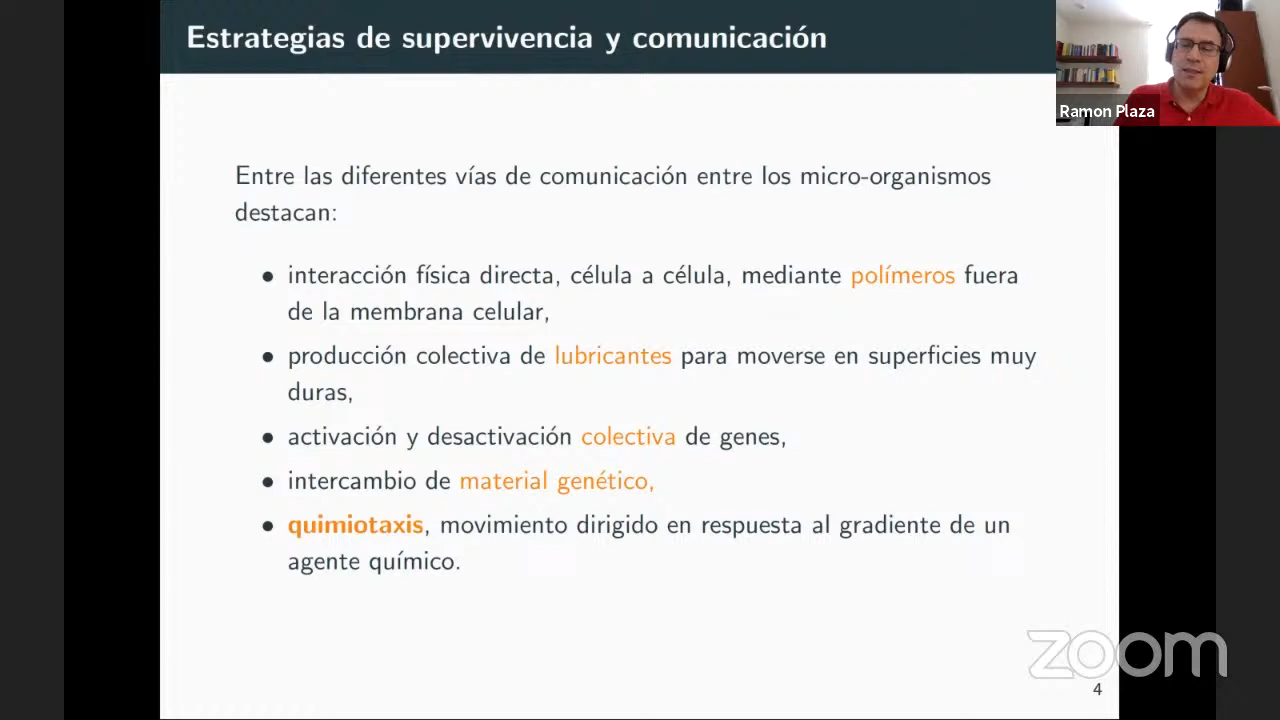 Estrategias de supervivencia y comunicación
Ramon Plaza
Entre las diferentes vías de comunicación entre los micro-organismos
destacan:
• interacción física directa, célula a célula, mediante polímeros fuera
de la membrana celular,
• producción colectiva de lubricantes para moverse en superficies muy
duras,
• activación y desactivación colectiva de genes,
• intercambio de material genético,
• quimiotaxis, movimiento dirigido en respuesta al gradiente de un
agente químico.
zoom
4